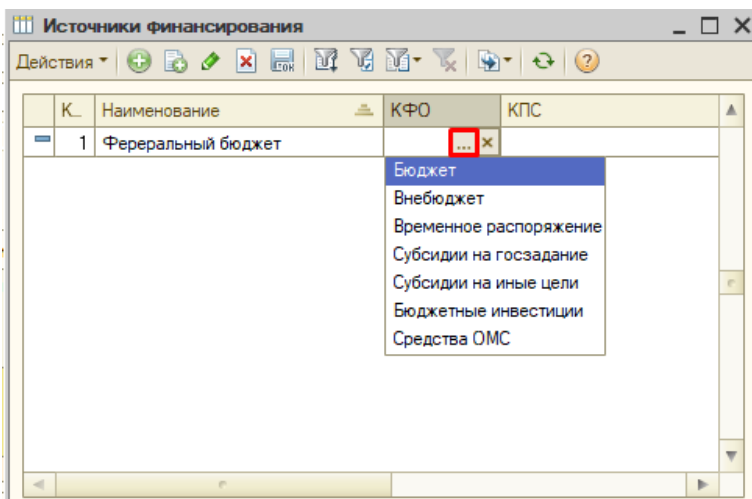 Источники финансирования
Действия
К... Наименование КФО КПС
1 Фереральный бюджет ... ×
Бюджет
Внебюджет
Временное распоряжение
Субсидии на госзадание
Субсидии на иные цели
Бюджетные инвестиции
Средства ОМС